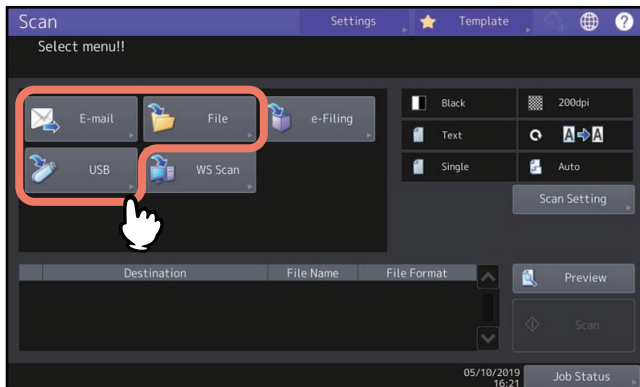 Scan
Settings
Template
Select menu!!
E-mail
File
e-Filing
USB
WS Scan
Black
200dpi
Text
A A
Single
Auto
Scan Setting
Destination
File Name
File Format
Preview
Scan
05/10/2019
16:21
Job Status